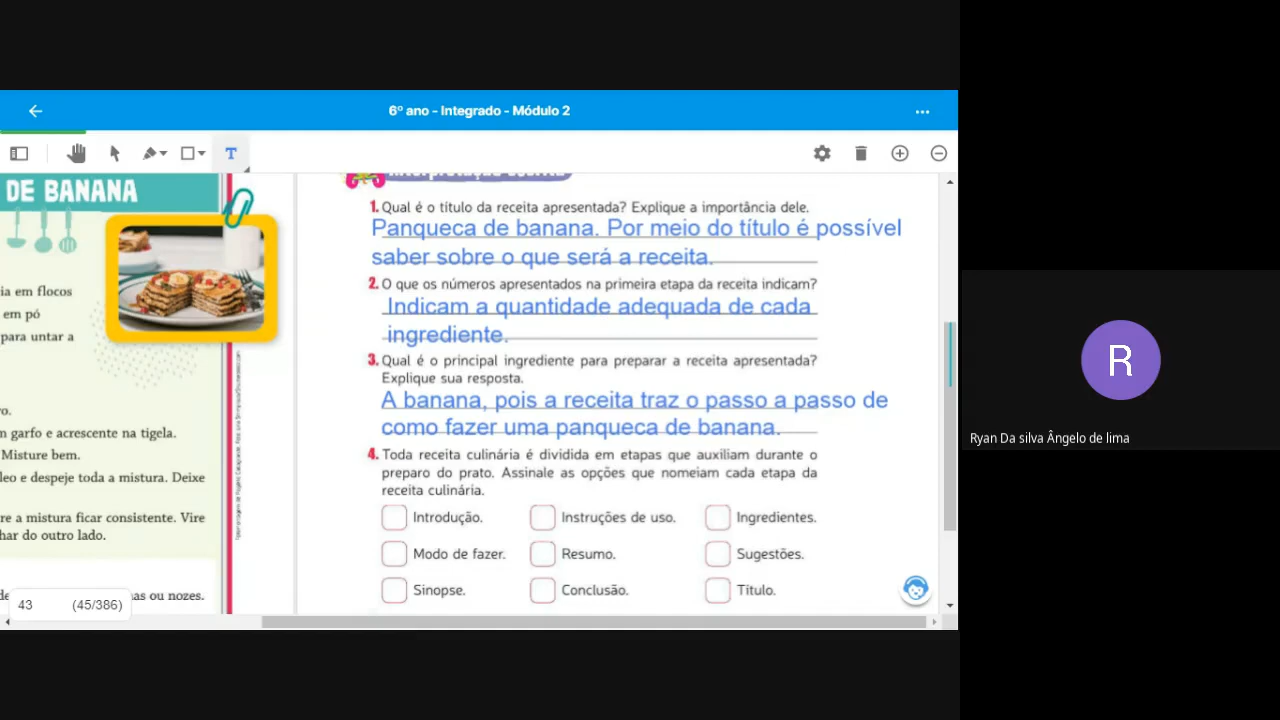 6º ano - Integrado - Módulo 2
T
DE BANANA
ia em flocos
em pó
para untar a
ro.
m garfo e acrescente na tigela.
Misture bem.
leo e despeje toda a mistura. Deixe
re a mistura ficar consistente. Vire
har do outro lado.
as ou nozes.
43 (45/386)
1. Qual é o título da receita apresentada? Explique a importância dele.
Panqueca de banana. Por meio do título é possível
saber sobre o que será a receita.
2. O que os números apresentados na primeira etapa da receita indicam?
Indicam a quantidade adequada de cada
ingrediente.
3. Qual é o principal ingrediente para preparar a receita apresentada?
Explique sua resposta.
A banana, pois a receita traz o passo a passo de
como fazer uma panqueca de banana.
4. Toda receita culinária é dividida em etapas que auxiliam durante o
preparo do prato. Assinale as opções que nomeiam cada etapa da
receita culinária.
Introdução. Instruções de uso. Ingredientes.
Modo de fazer. Resumo. Sugestões.
Sinopse. Conclusão. Título.
R
Ryan Da silva Ângelo de lima